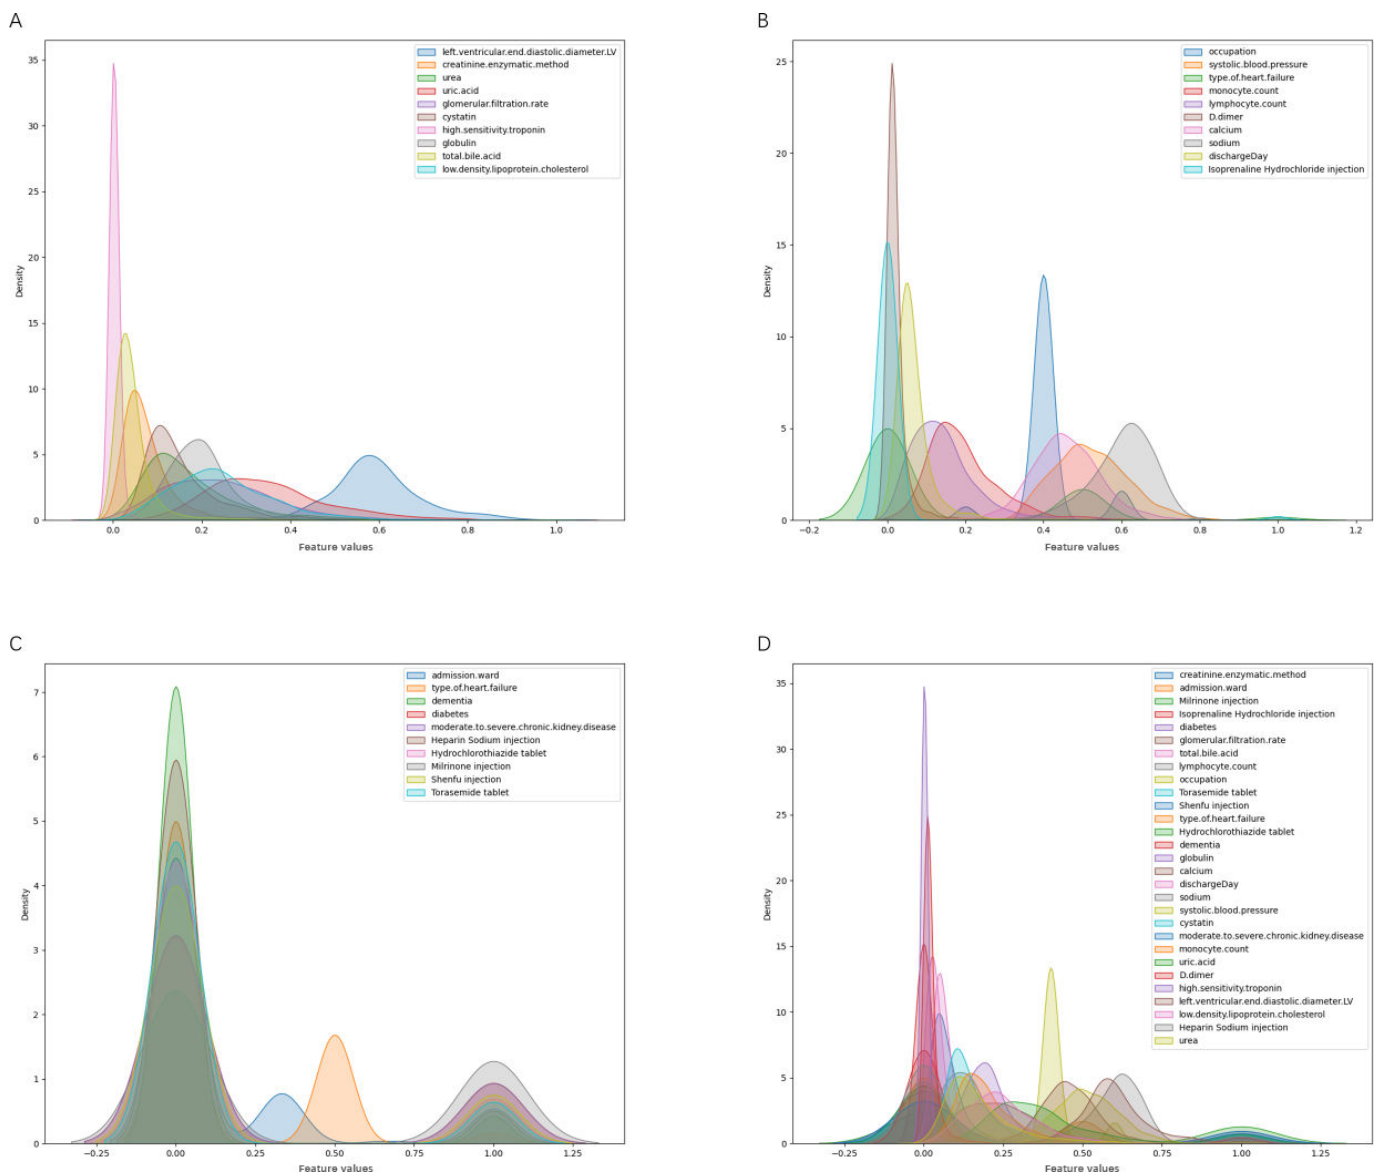 A
35
30
25
20
15
10
5
0
Density
0.0 0.2 0.4 0.6 0.8 1.0
Feature values
left.ventricular.end.diastolic.diameter.LV
creatinine.enzymatic.method
urea
uric.acid
glomerular.filtration.rate
cystatin
high.sensitivity.troponin
globulin
total.bile.acid
low.density.lipoprotein.cholesterol
B
25
20
15
10
5
0
Density
−0.2 0.0 0.2 0.4 0.6 0.8 1.0 1.2
Feature values
occupation
systolic.blood.pressure
type.of.heart.failure
monocyte.count
lymphocyte.count
D.dimer
calcium
sodium
dischargeDay
Isoprenaline Hydrochloride injection
C
7
6
5
4
3
2
1
0
Density
−0.25 0.00 0.25 0.50 0.75 1.00 1.25
Feature values
admission.ward
type.of.heart.failure
dementia
diabetes
moderate.to.severe.chronic.kidney.disease
Heparin Sodium injection
Hydrochlorothiazide tablet
Milrinone injection
Shenfu injection
Torasemide tablet
D
35
30
25
20
15
10
5
0
Density
−0.25 0.00 0.25 0.50 0.75 1.00 1.25
Feature values
creatinine.enzymatic.method
admission.ward
Milrinone injection
Isoprenaline Hydrochloride injection
diabetes
glomerular.filtration.rate
total.bile.acid
lymphocyte.count
occupation
Torasemide tablet
Shenfu injection
type.of.heart.failure
Hydrochlorothiazide tablet
dementia
globulin
calcium
dischargeDay
sodium
systolic.blood.pressure
cystatin
moderate.to.severe.chronic.kidney.disease
monocyte.count
uric.acid
D.dimer
high.sensitivity.troponin
left.ventricular.end.diastolic.diameter.LV
low.density.lipoprotein.cholesterol
Heparin Sodium injection
urea